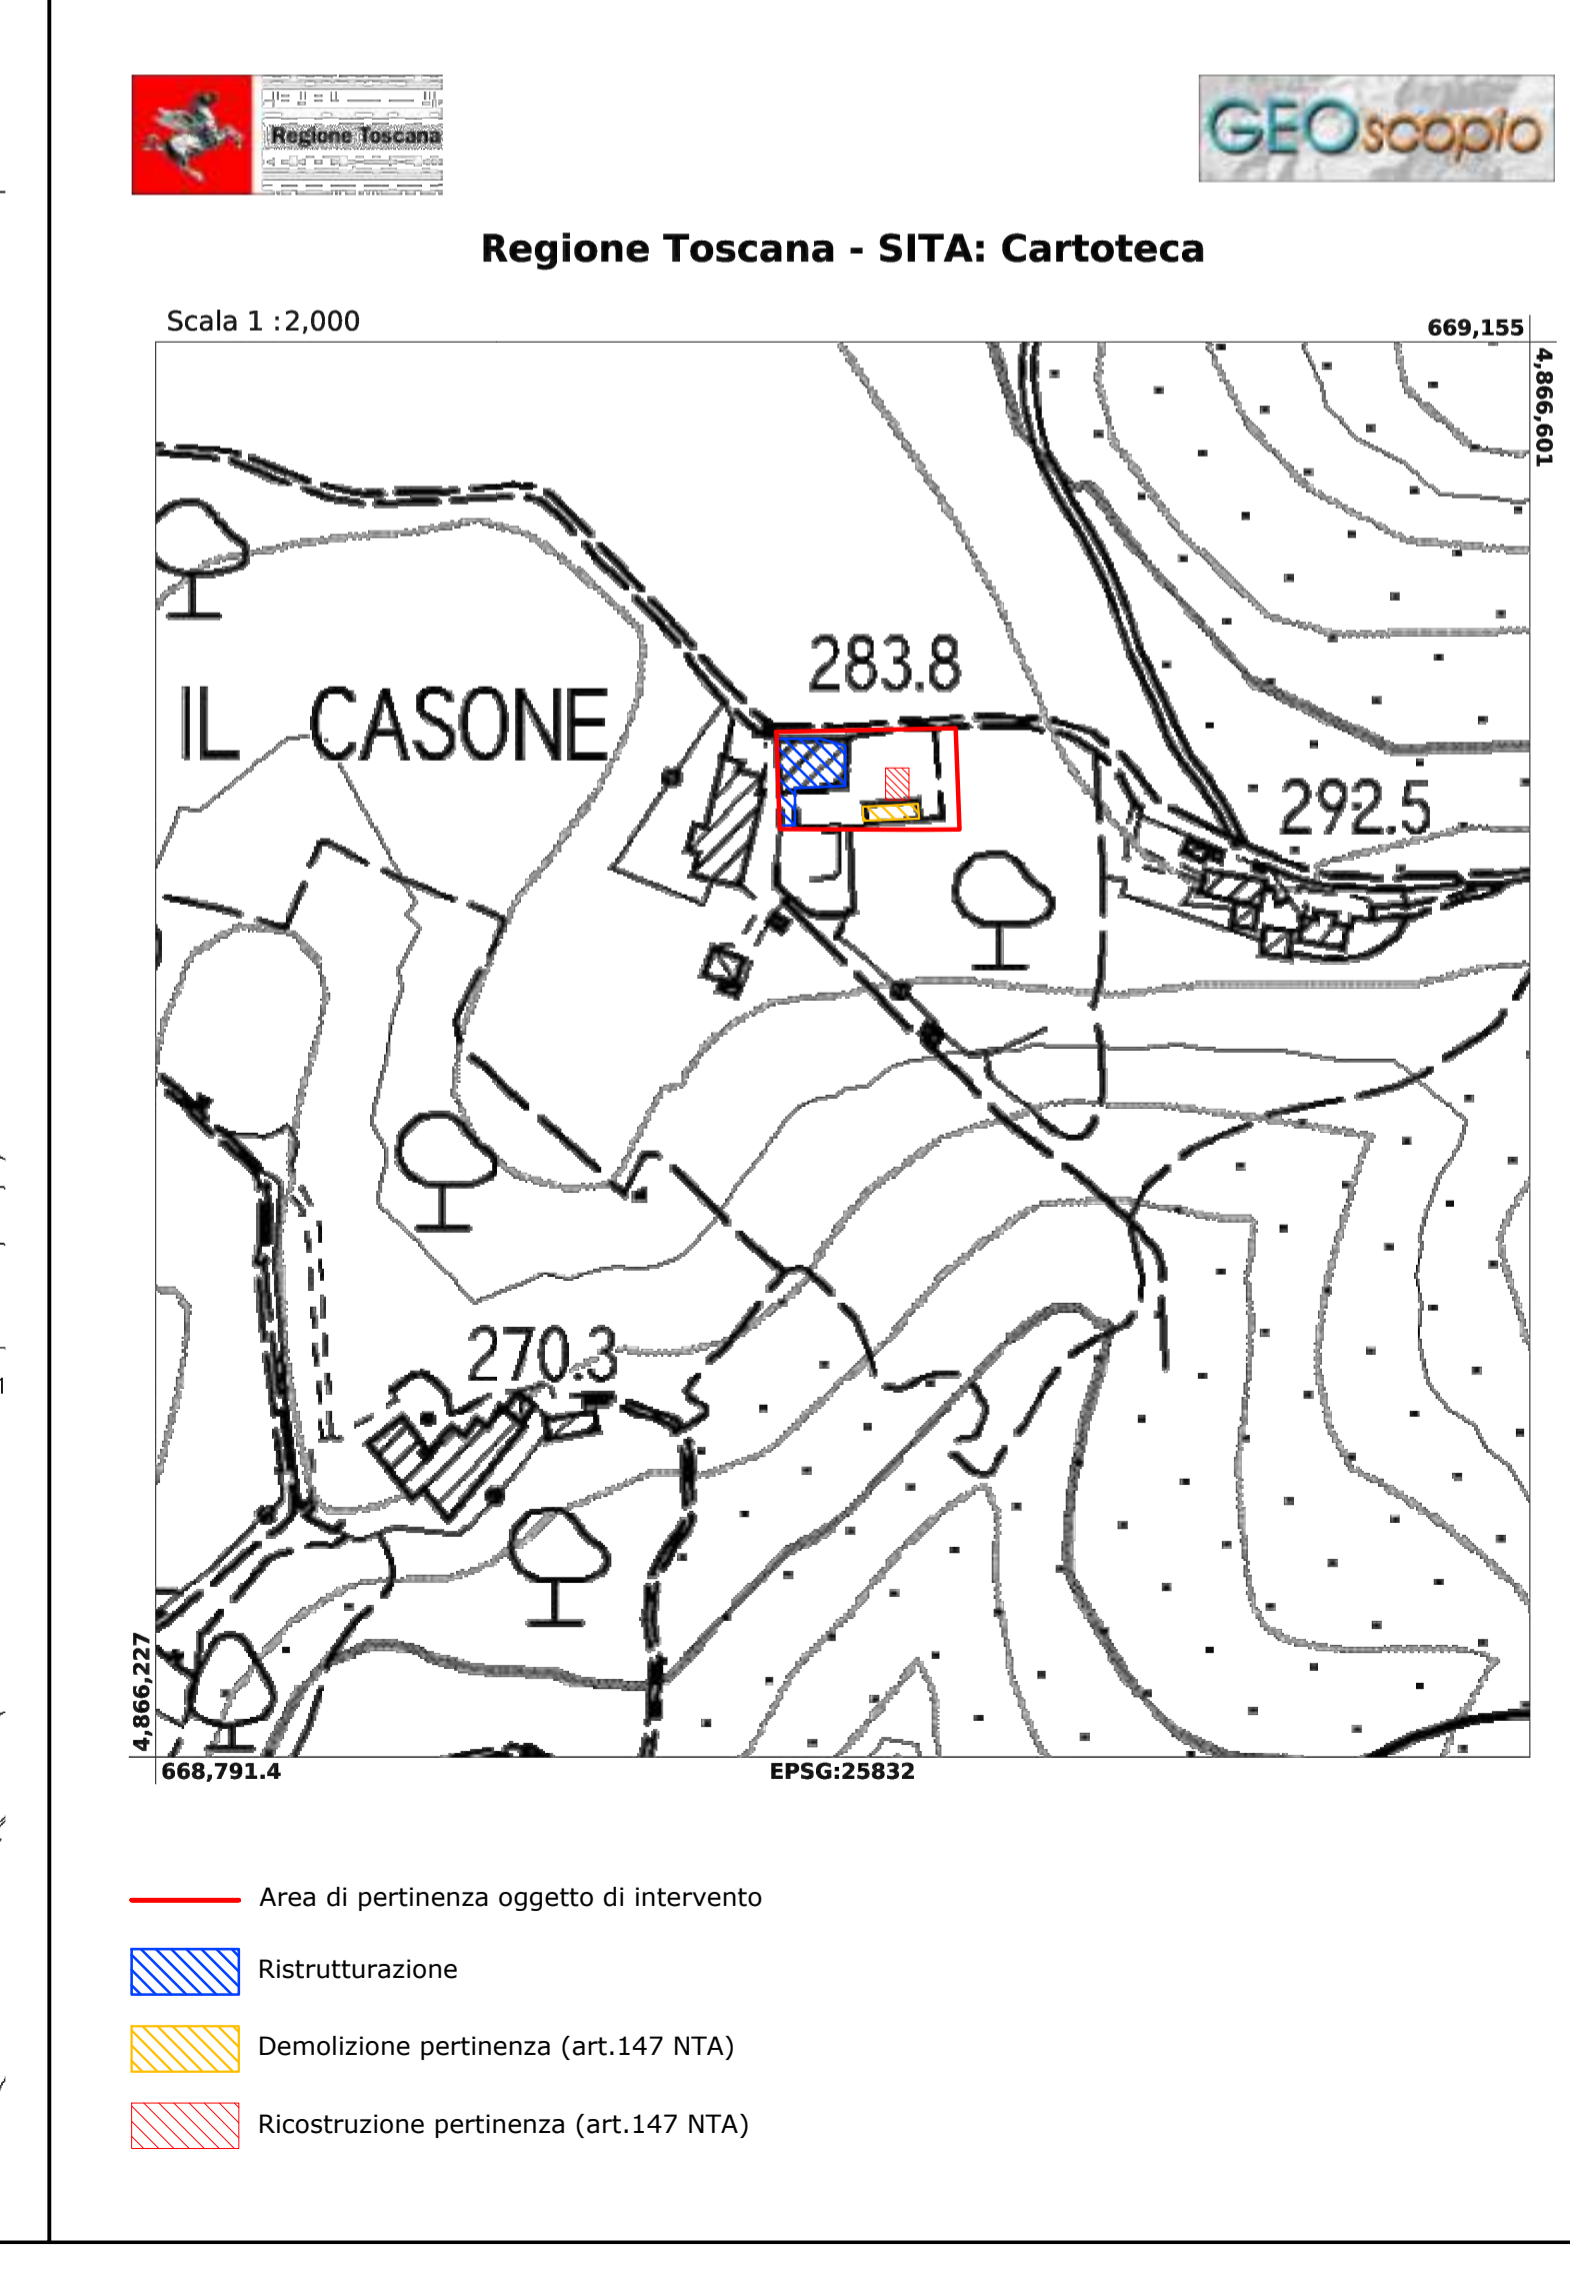 Regione Toscana
GEOscopio
Regione Toscana - SITA: Cartoteca
Scala 1 :2,000
669,155
4,866,601
283.8
IL CASONE
292.5
270.3
4,866,227
668,791.4
EPSG:25832
Area di pertinenza oggetto di intervento
Ristrutturazione
Demolizione pertinenza (art.147 NTA)
Ricostruzione pertinenza (art.147 NTA)